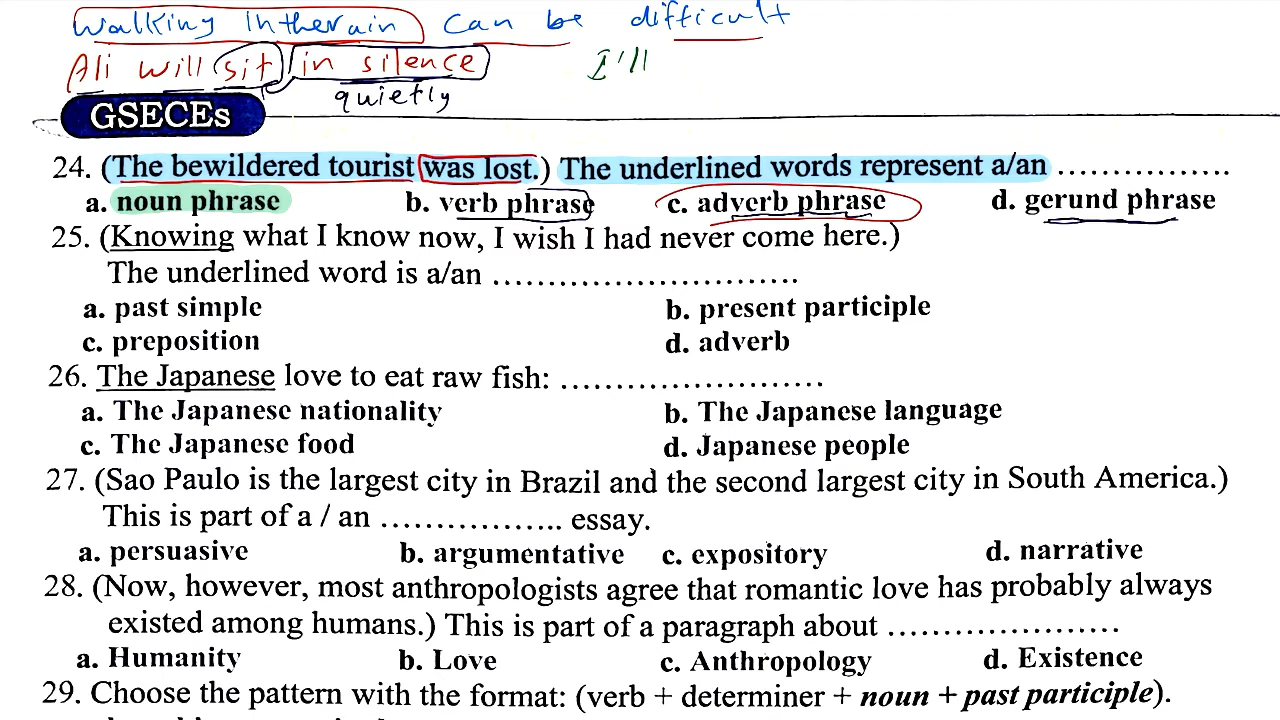 Walking in the rain can be difficult
Ali will sit in silence I'll
quietly
GSECEs
24. (The bewildered tourist was lost.) The underlined words represent a/an ................
a. noun phrase b. verb phrase c. adverb phrase d. gerund phrase
25. (Knowing what I know now, I wish I had never come here.)
The underlined word is a/an ............................
a. past simple b. present participle
c. preposition d. adverb
26. The Japanese love to eat raw fish: ........................
a. The Japanese nationality b. The Japanese language
c. The Japanese food d. Japanese people
27. (Sao Paulo is the largest city in Brazil and the second largest city in South America.)
This is part of a / an ................. essay.
a. persuasive b. argumentative c. expository d. narrative
28. (Now, however, most anthropologists agree that romantic love has probably always
existed among humans.) This is part of a paragraph about .....................
a. Humanity b. Love c. Anthropology d. Existence
29. Choose the pattern with the format: (verb + determiner + noun + past participle).